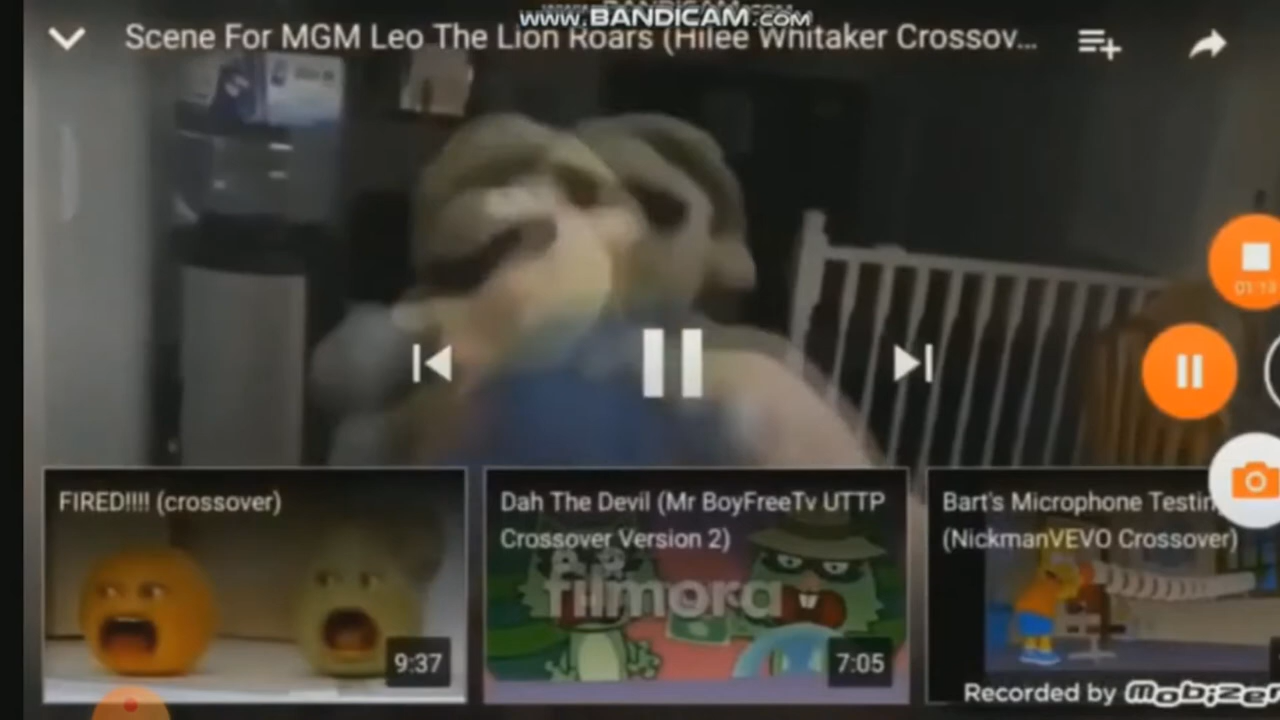 www.BANDICAM.com
Scene For MGM Leo The Lion Roars (Hilee Whitaker Crossov...
01:13
FIRED!!!! (crossover)
9:37
Dah The Devil (Mr BoyFreeTv UTTP
Crossover Version 2)
filmora
7:05
Bart's Microphone Testin
(NickmanVEVO Crossover)
Recorded by Mobizen